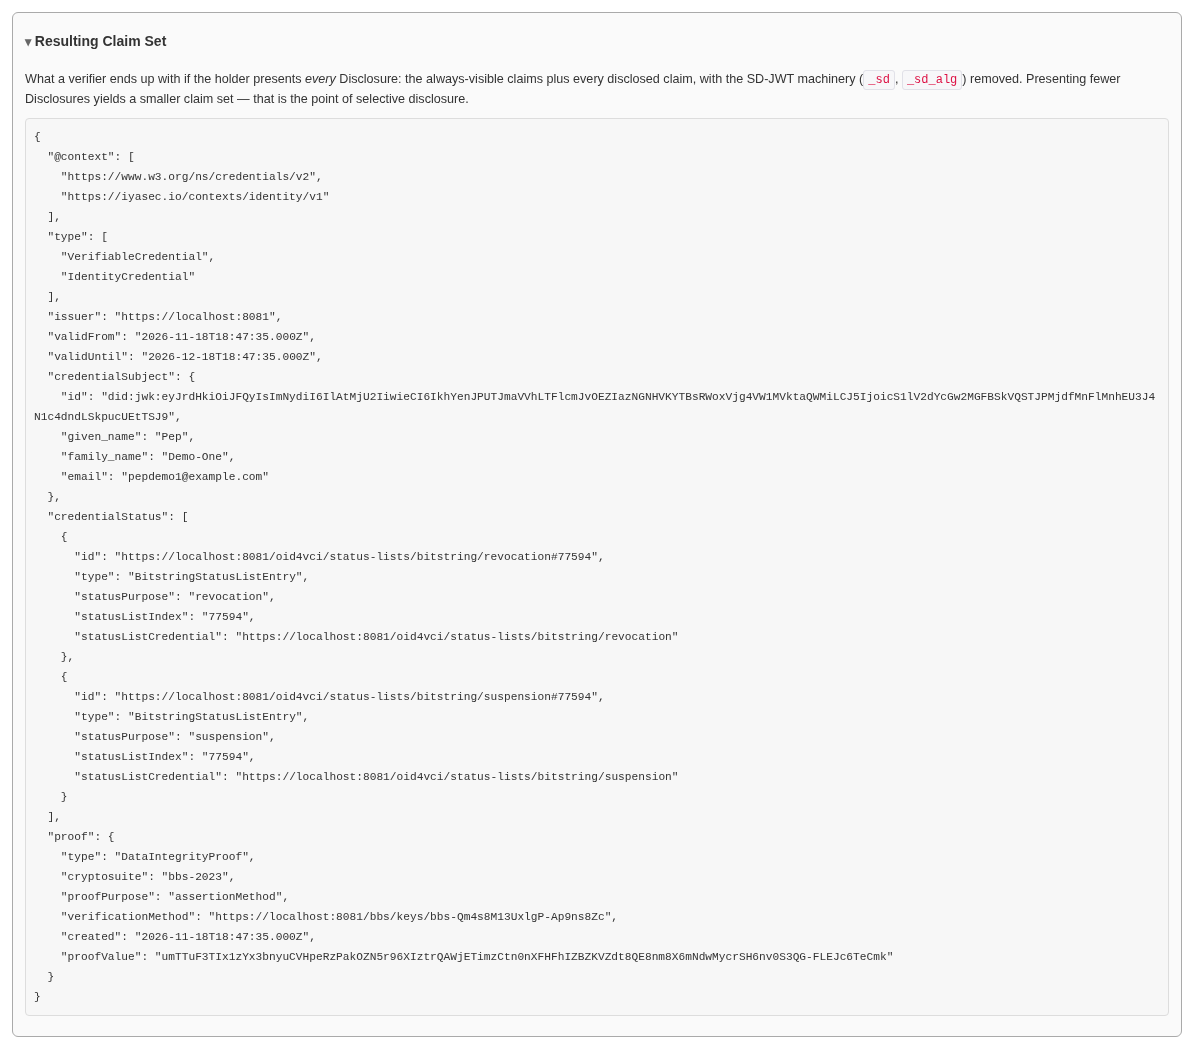 ▾ Resulting Claim Set
What a verifier ends up with if the holder presents every Disclosure: the always-visible claims plus every disclosed claim, with the SD-JWT machinery ( _sd , _sd_alg ) removed. Presenting fewer
Disclosures yields a smaller claim set — that is the point of selective disclosure.
{
  "@context": [
    "https://www.w3.org/ns/credentials/v2",
    "https://iyasec.io/contexts/identity/v1"
  ],
  "type": [
    "VerifiableCredential",
    "IdentityCredential"
  ],
  "issuer": "https://localhost:8081",
  "validFrom": "2026-11-18T18:47:35.000Z",
  "validUntil": "2026-12-18T18:47:35.000Z",
  "credentialSubject": {
    "id": "did:jwk:eyJrdHkiOiJFQyIsImNydiI6IlAtMjU2IiwieCI6IkhYenJPUTJmaVVhLTFlcmJvOEZIazNGNHVKYTBsRWoxVjg4VW1MVktaQWMiLCJ5IjoicS1lV2dYcGw2MGFBSkVQSTJPMjdfMnFlMnhEU3J4
N1c4dndLSkpucUEtTSJ9",
    "given_name": "Pep",
    "family_name": "Demo-One",
    "email": "pepdemo1@example.com"
  },
  "credentialStatus": [
    {
      "id": "https://localhost:8081/oid4vci/status-lists/bitstring/revocation#77594",
      "type": "BitstringStatusListEntry",
      "statusPurpose": "revocation",
      "statusListIndex": "77594",
      "statusListCredential": "https://localhost:8081/oid4vci/status-lists/bitstring/revocation"
    },
    {
      "id": "https://localhost:8081/oid4vci/status-lists/bitstring/suspension#77594",
      "type": "BitstringStatusListEntry",
      "statusPurpose": "suspension",
      "statusListIndex": "77594",
      "statusListCredential": "https://localhost:8081/oid4vci/status-lists/bitstring/suspension"
    }
  ],
  "proof": {
    "type": "DataIntegrityProof",
    "cryptosuite": "bbs-2023",
    "proofPurpose": "assertionMethod",
    "verificationMethod": "https://localhost:8081/bbs/keys/bbs-Qm4s8M13UxlgP-Ap9ns8Zc",
    "created": "2026-11-18T18:47:35.000Z",
    "proofValue": "umTTuF3TIx1zYx3bnyuCVHpeRzPakOZN5r96XIztrQAWjETimzCtn0nXFHFhIZBZKVZdt8QE8nm8X6mNdwMycrSH6nv0S3QG-FLEJc6TeCmk"
  }
}